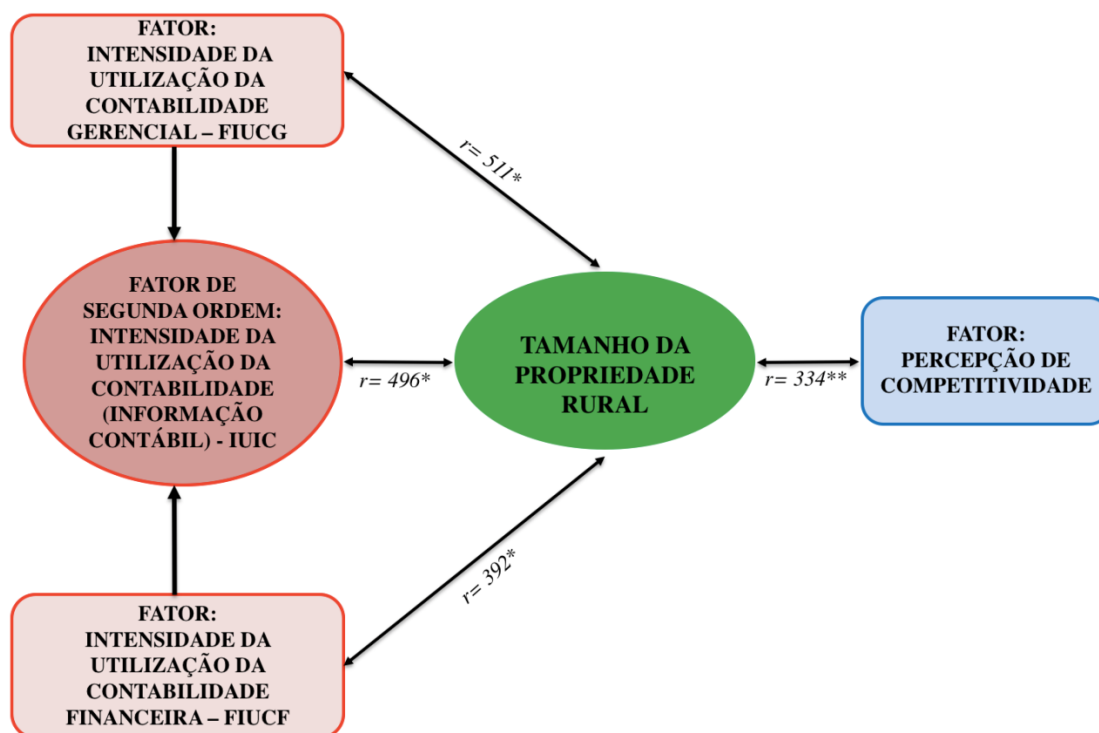 FATOR:
INTENSIDADE DA
UTILIZAÇÃO DA
CONTABILIDADE
GERENCIAL – FIUCG
r= 511*
FATOR DE
SEGUNDA ORDEM:
INTENSIDADE DA
UTILIZAÇÃO DA
CONTABILIDADE
(INFORMAÇÃO
CONTÁBIL) - IUIC
r= 496*
TAMANHO DA
PROPRIEDADE
RURAL
r= 334**
FATOR:
PERCEPÇÃO DE
COMPETITIVIDADE
r= 392*
FATOR:
INTENSIDADE DA
UTILIZAÇÃO DA
CONTABILIDADE
FINANCEIRA – FIUCF